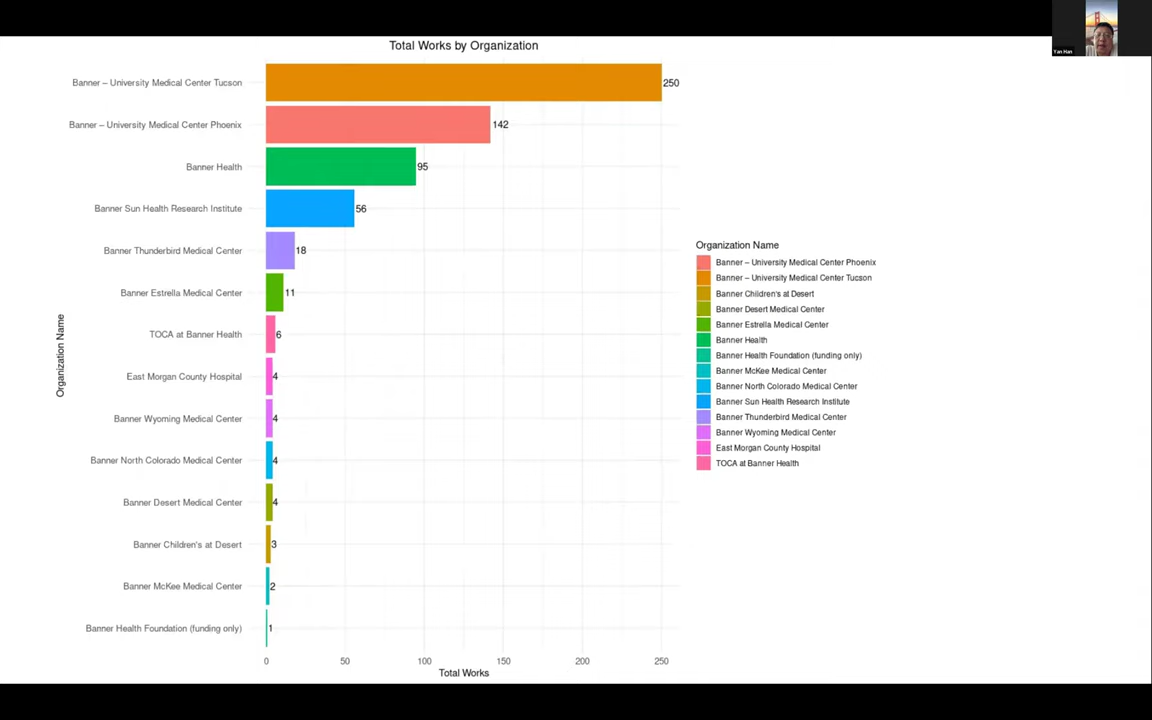 Total Works by Organization
Yan Han
Banner – University Medical Center Tucson
250
Banner – University Medical Center Phoenix
142
Banner Health
95
Banner Sun Health Research Institute
56
Banner Thunderbird Medical Center
18
Banner Estrella Medical Center
11
TOCA at Banner Health
6
East Morgan County Hospital
4
Banner Wyoming Medical Center
4
Banner North Colorado Medical Center
4
Banner Desert Medical Center
4
Banner Children's at Desert
3
Banner McKee Medical Center
2
Banner Health Foundation (funding only)
1
Organization Name
0 50 100 150 200 250
Total Works
Organization Name
Banner – University Medical Center Phoenix
Banner – University Medical Center Tucson
Banner Children's at Desert
Banner Desert Medical Center
Banner Estrella Medical Center
Banner Health
Banner Health Foundation (funding only)
Banner McKee Medical Center
Banner North Colorado Medical Center
Banner Sun Health Research Institute
Banner Thunderbird Medical Center
Banner Wyoming Medical Center
East Morgan County Hospital
TOCA at Banner Health